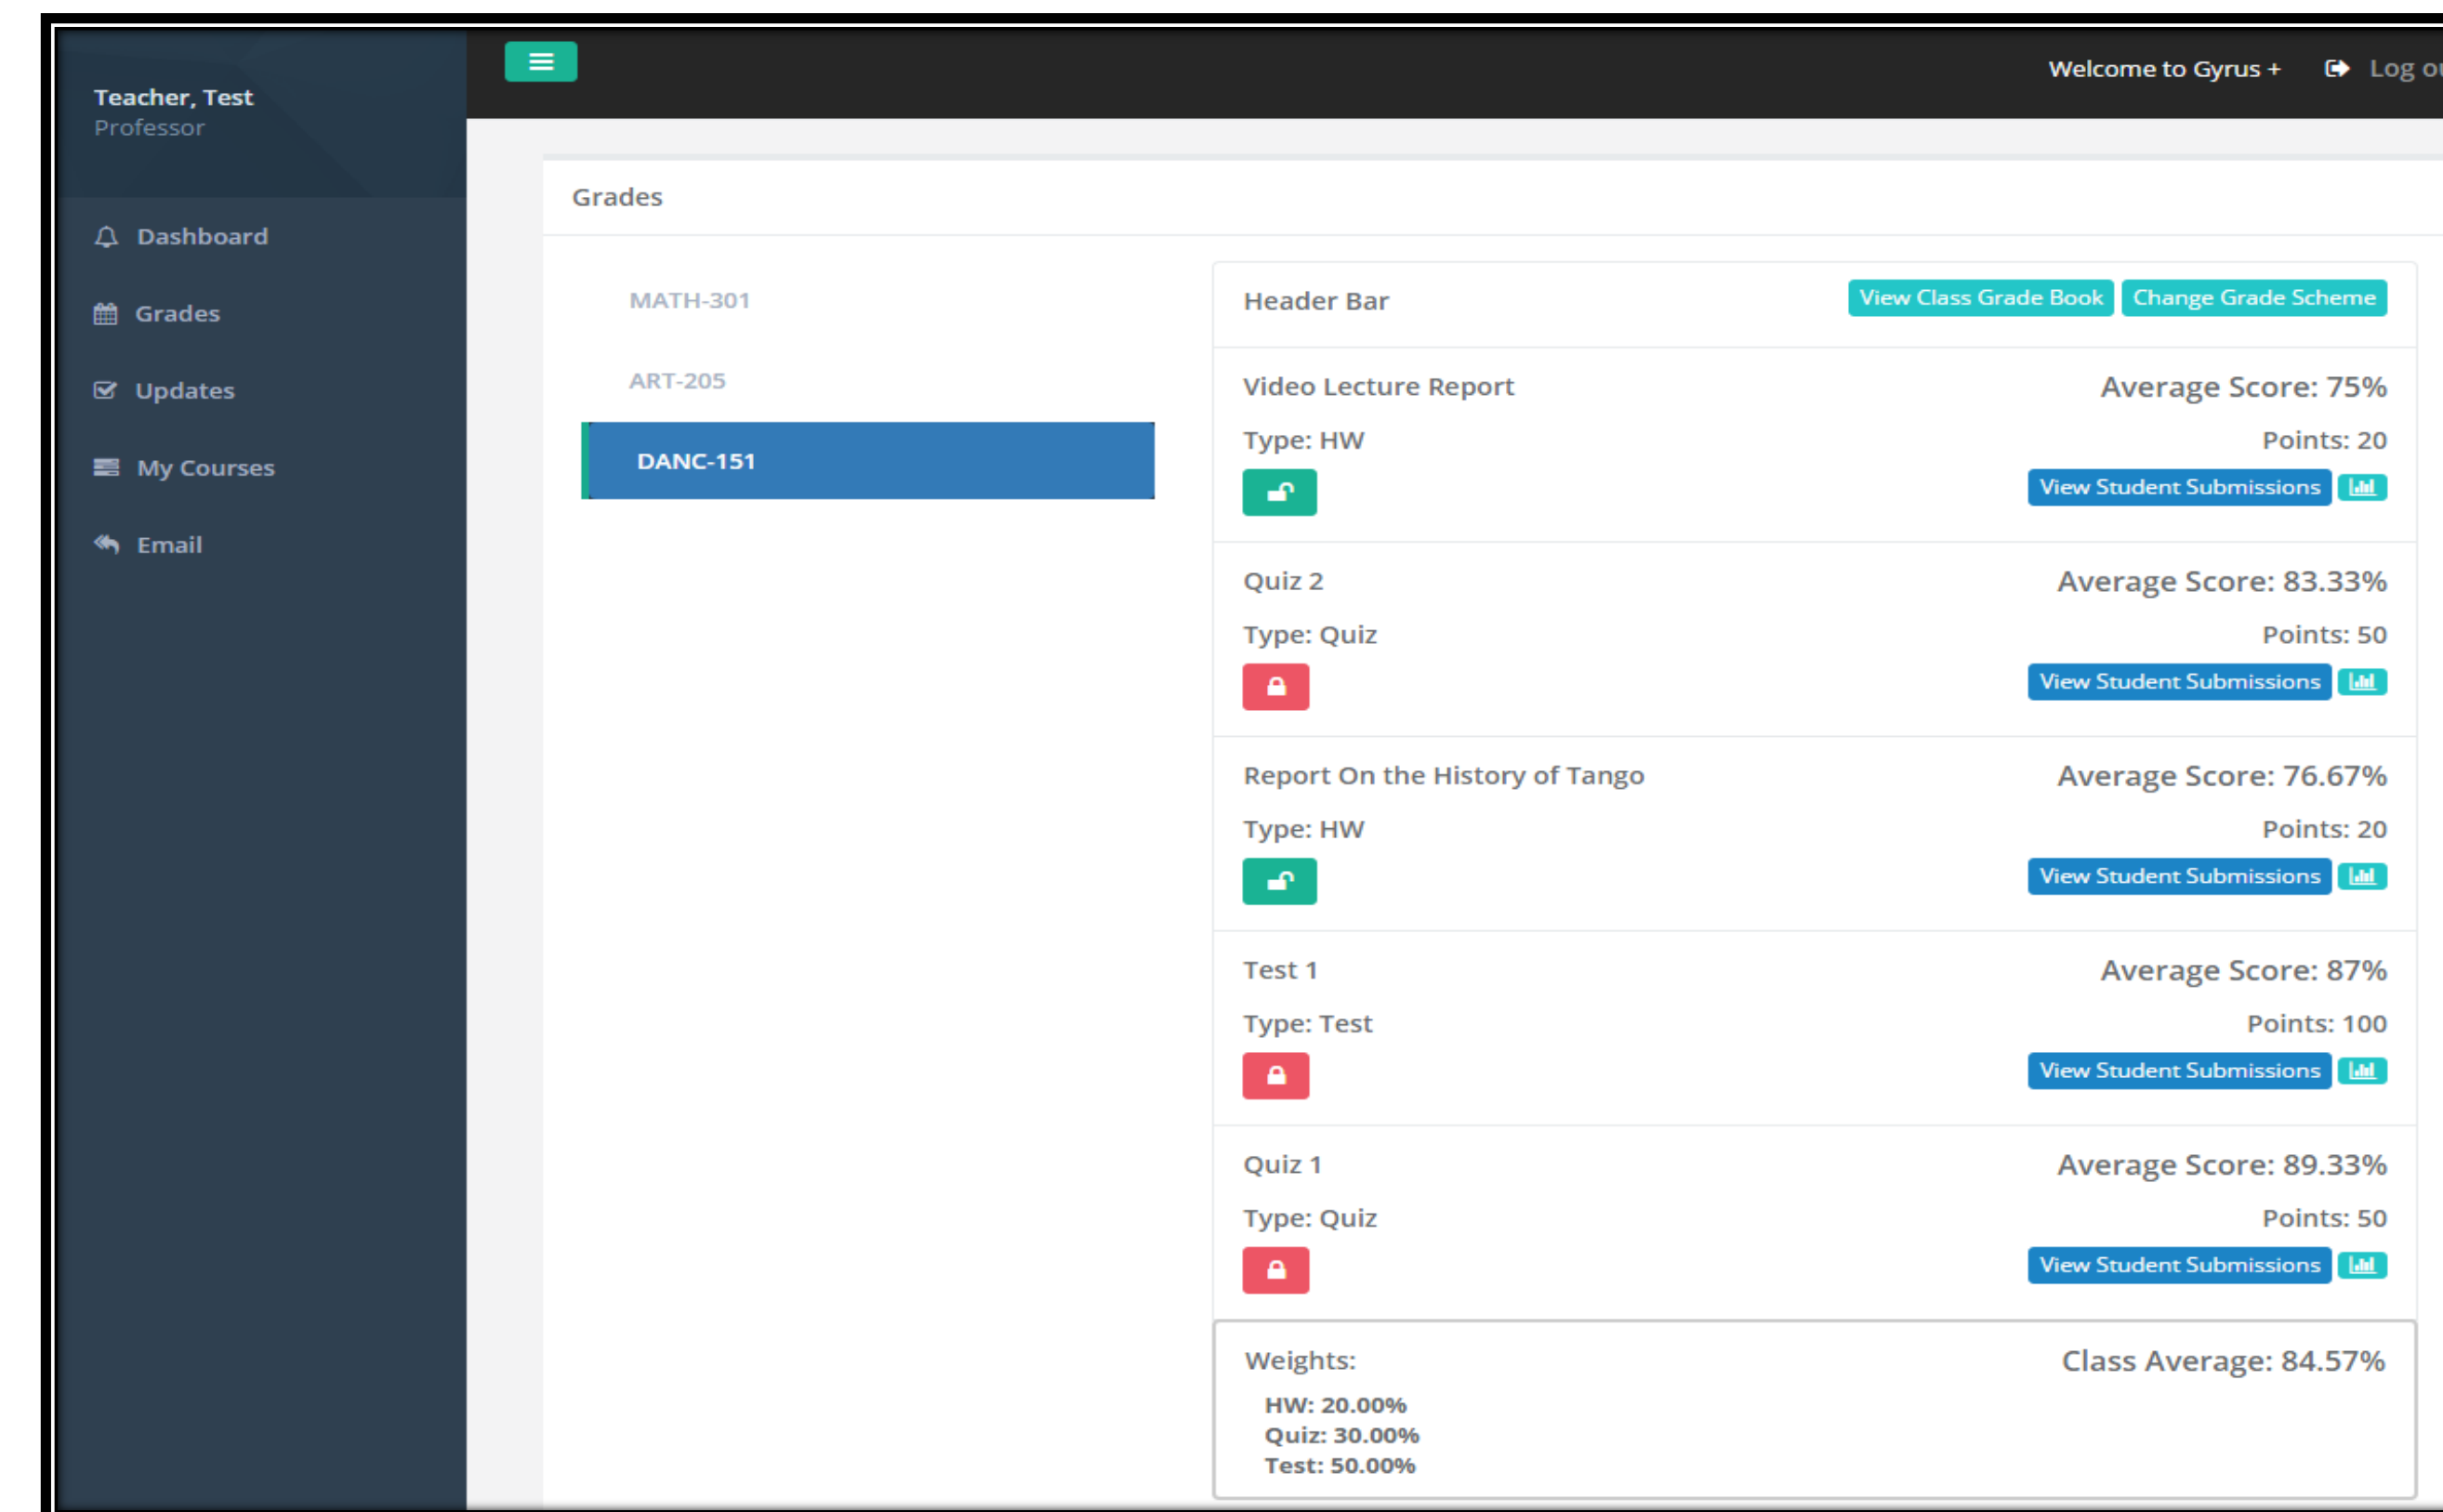 Teacher, Test
Professor
Dashboard
Grades
Updates
My Courses
Email
Welcome to Gyrus +
Log ou
Grades
MATH-301
ART-205
DANC-151
Header Bar View Class Grade Book Change Grade Scheme
Video Lecture Report Average Score: 75%
Type: HW Points: 20
View Student Submissions
Quiz 2 Average Score: 83.33%
Type: Quiz Points: 50
View Student Submissions
Report On the History of Tango Average Score: 76.67%
Type: HW Points: 20
View Student Submissions
Test 1 Average Score: 87%
Type: Test Points: 100
View Student Submissions
Quiz 1 Average Score: 89.33%
Type: Quiz Points: 50
View Student Submissions
Weights: Class Average: 84.57%
HW: 20.00%
Quiz: 30.00%
Test: 50.00%